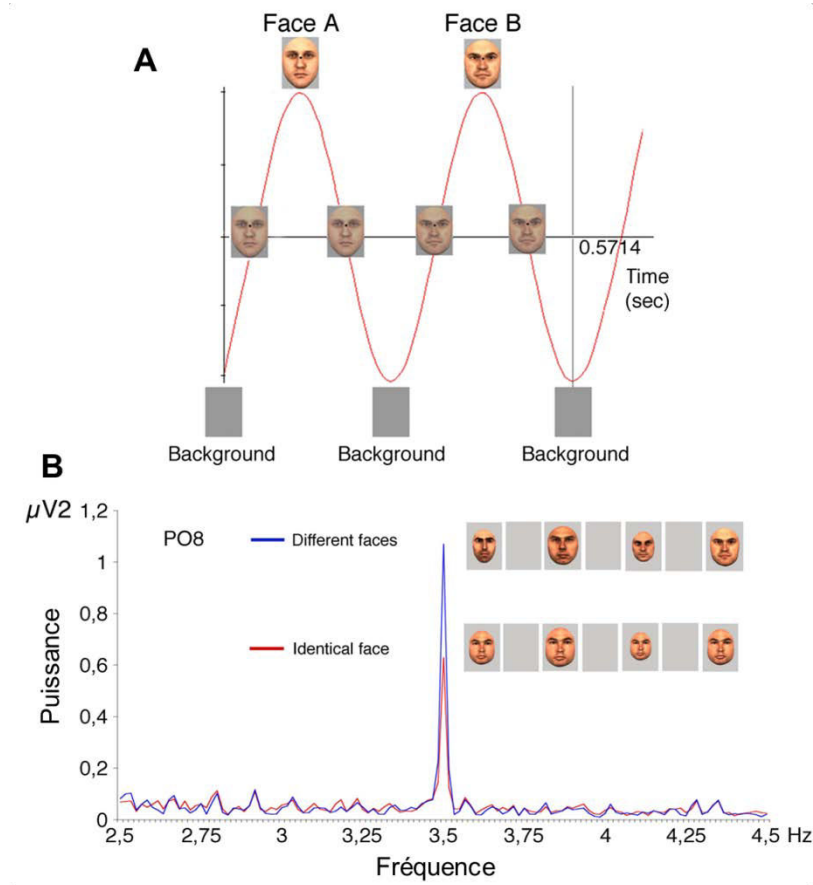 Face A Face B
A
0.5714
Time
(sec)
Background Background Background
B
µV2 1,2
PO8 Different faces
1
0,8
Puissance
Identical face
0,6
0,4
0,2
0
2,5 2,75 3 3,25 3,5 3,75 4 4,25 4,5 Hz
Fréquence